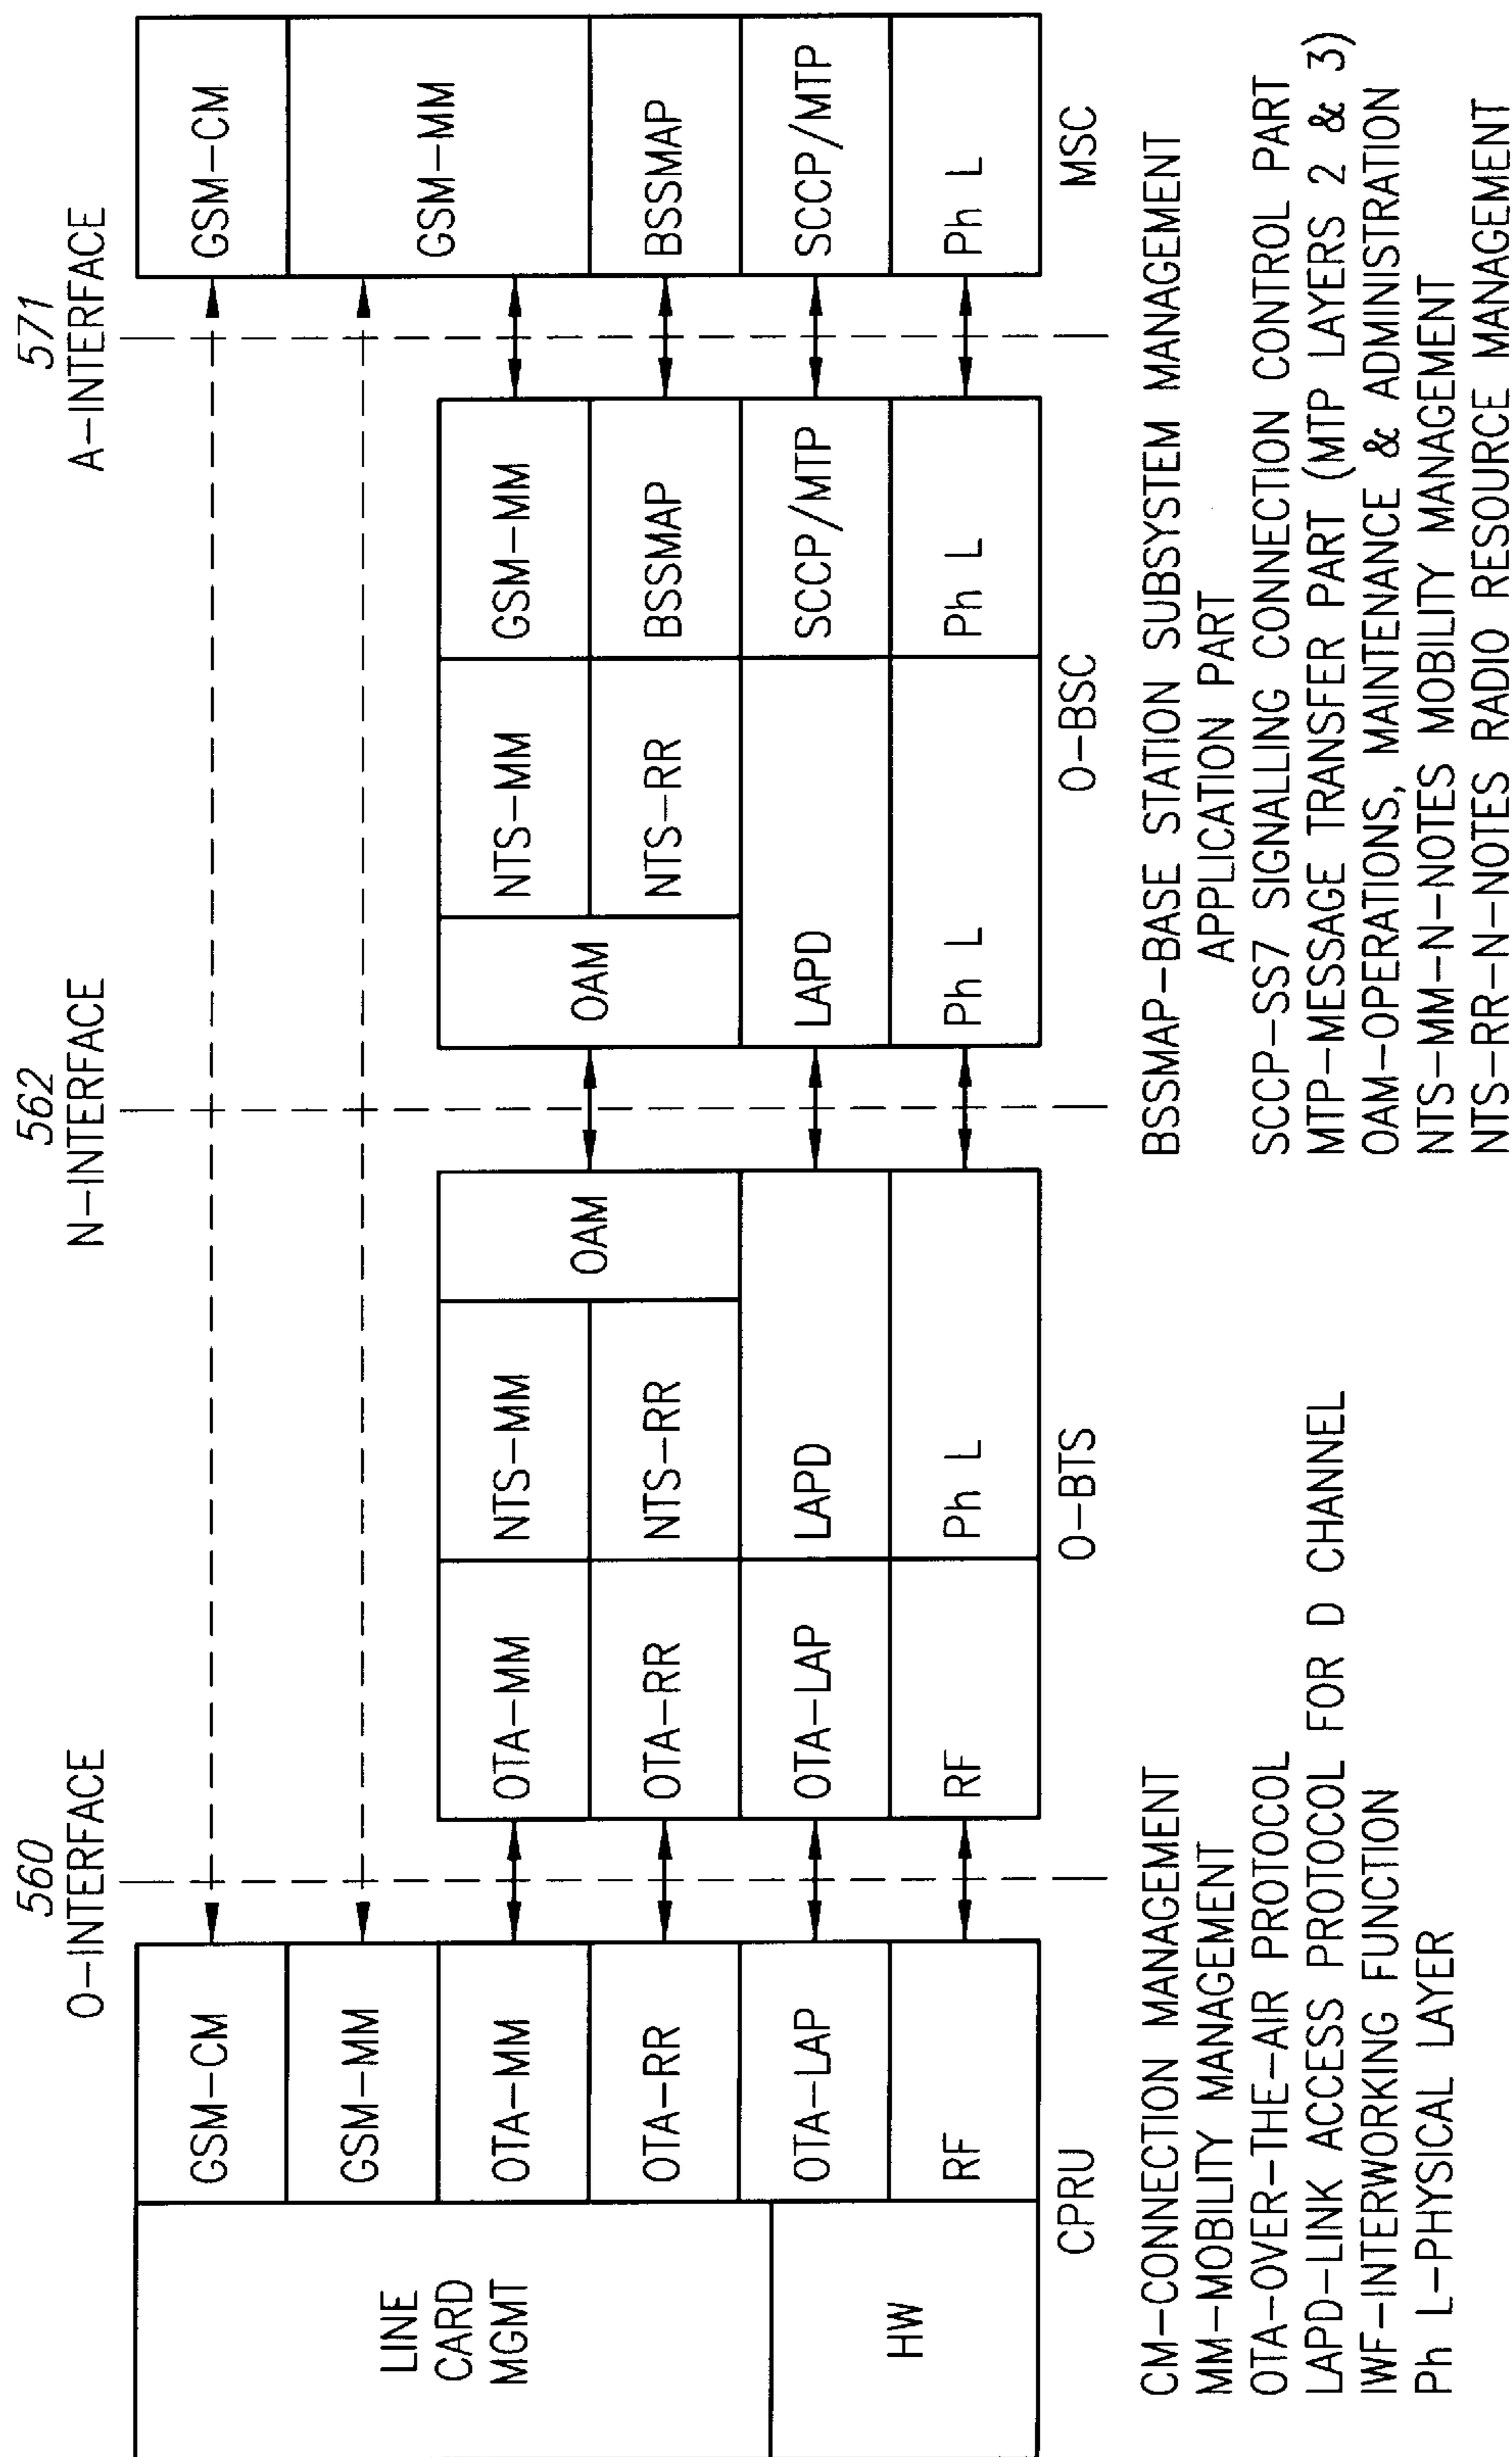 560
O-INTERFACE
562
N-INTERFACE
571
A-INTERFACE
LINE
CARD
MGMT
HW
GSM-CM
GSM-MM
OTA-MM
OTA-RR
OTA-LAP
RF
CPRU
OTA-MM
OTA-RR
OTA-LAP
RF
NTS-MM
NTS-RR
OAM
LAPD
Ph L
O-BTS
OAM
NTS-MM
NTS-RR
LAPD
Ph L
GSM-MM
BSSMAP
SCCP/MTP
Ph L
O-BSC
GSM-CM
GSM-MM
BSSMAP
SCCP/MTP
Ph L
MSC
CM-CONNECTION MANAGEMENT
MM-MOBILITY MANAGEMENT
OTA-OVER-THE-AIR PROTOCOL
LAPD-LINK ACCESS PROTOCOL FOR D CHANNEL
IWF-INTERWORKING FUNCTION
Ph L-PHYSICAL LAYER
BSSMAP-BASE STATION SUBSYSTEM MANAGEMENT
APPLICATION PART
SCCP-SS7 SIGNALLING CONNECTION CONTROL PART
MTP-MESSAGE TRANSFER PART (MTP LAYERS 2 & 3)
OAM-OPERATIONS, MAINTENANCE & ADMINISTRATION
NTS-MM-N-NOTES MOBILITY MANAGEMENT
NTS-RR-N-NOTES RADIO RESOURCE MANAGEMENT